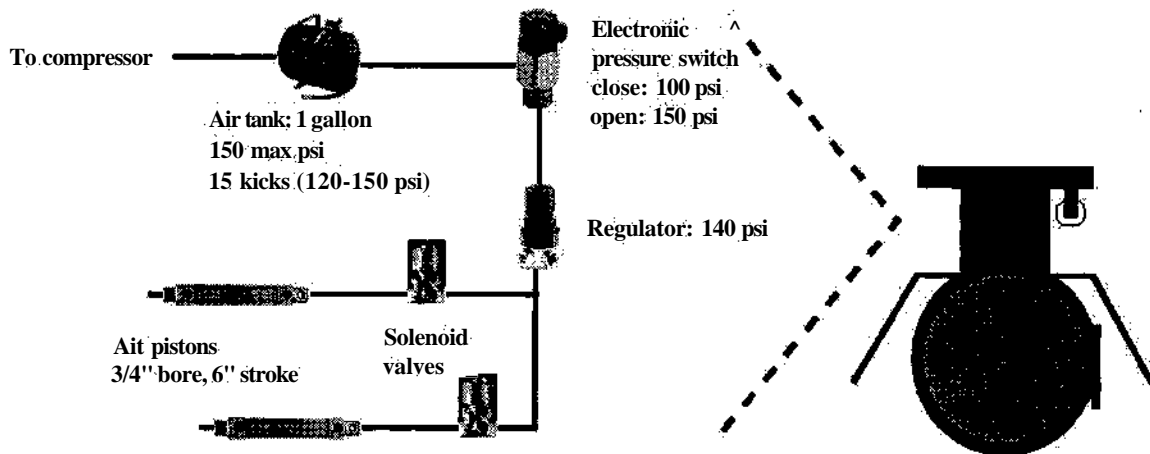 To compressor
Air tank: 1 gallon
150 max psi
15 kicks (120-150 psi)
Electronic
pressure switch
close: 100 psi
open: 150 psi
Regulator: 140 psi
Ait pistons
3/4" bore, 6" stroke
Solenoid
valves